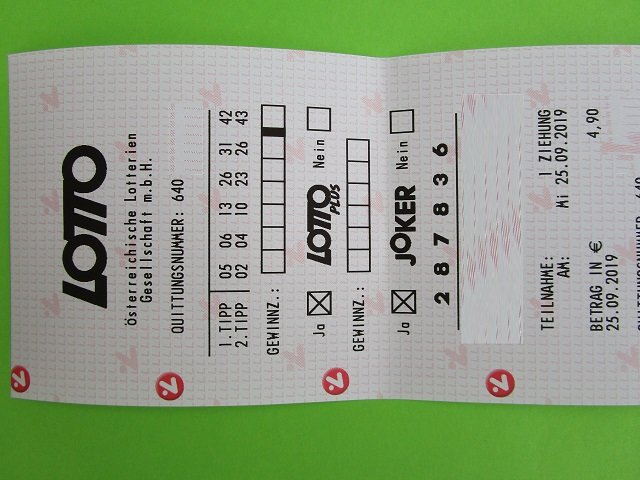 LOTTO
Österreichische Lotterien
Gesellschaft m.b.H.
QUITTUNGSNUMMER: 640
1.TIPP 05 06 13 26 31 42
2.TIPP 02 04 10 23 26 43
GEWINNZ.:
Ja LOTTO PLUS Nein
GEWINNZ.:
Ja JOKER Nein
2 8 7 8 3 6
TEILNAHME: 1 ZIEHUNG
AM: Mi 25.09.2019
BETRAG IN € 4,90
25.09.2019